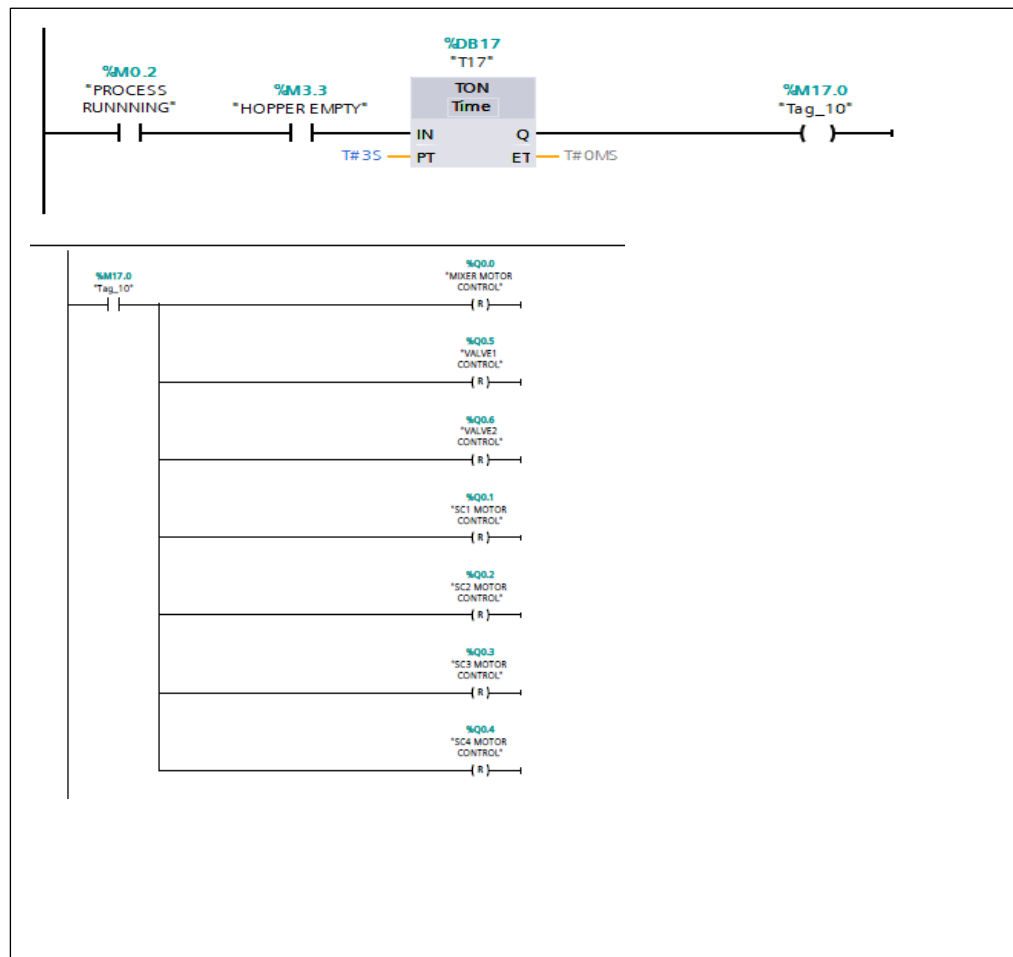 %DB17
"T17"
%M0.2
"PROCESS
RUNNNING"
%M3.3
"HOPPER EMPTY"
TON
Time
%M17.0
"Tag_10"
IN
Q
T#3S
PT
ET
T#0MS
%M17.0
"Tag_10"
%Q0.0
"MIXER MOTOR
CONTROL"
R
%Q0.5
"VALVE1
CONTROL"
R
%Q0.6
"VALVE2
CONTROL"
R
%Q0.1
"SC1 MOTOR
CONTROL"
R
%Q0.2
"SC2 MOTOR
CONTROL"
R
%Q0.3
"SC3 MOTOR
CONTROL"
R
%Q0.4
"SC4 MOTOR
CONTROL"
R